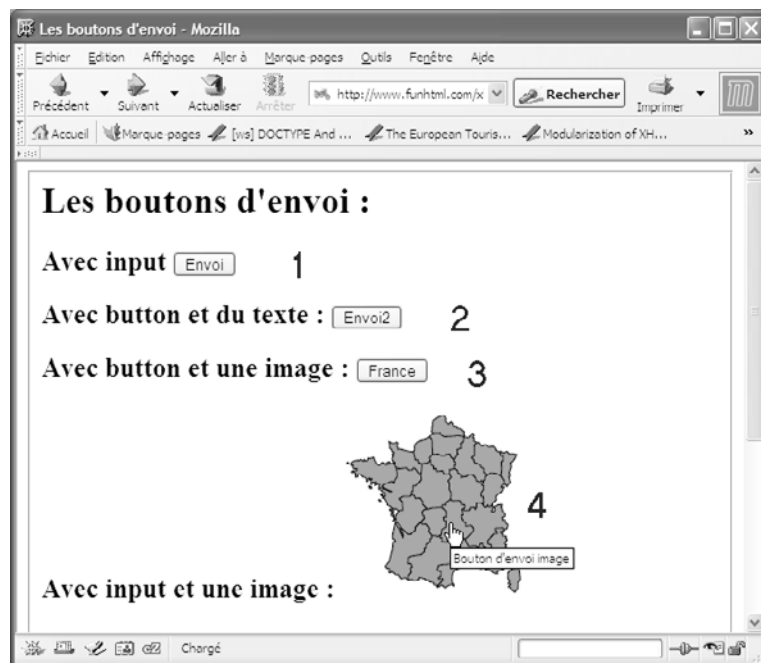 Les boutons d'envoi - Mozilla
Fichier Edition Affichage Aller à Marque-pages Outils Fenêtre Aide
http://www.funhtml.com/x Rechercher
Précédent Suivant Actualiser Arrêter Imprimer
Accueil Marque-pages [ws] DOCTYPE And ... The European Touris... Modularization of XH... »
Les boutons d'envoi :
Avec input Envoi 1
Avec button et du texte : Envoi2 2
Avec button et une image : France 3
4
Bouton d'envoi image
Avec input et une image :
Chargé